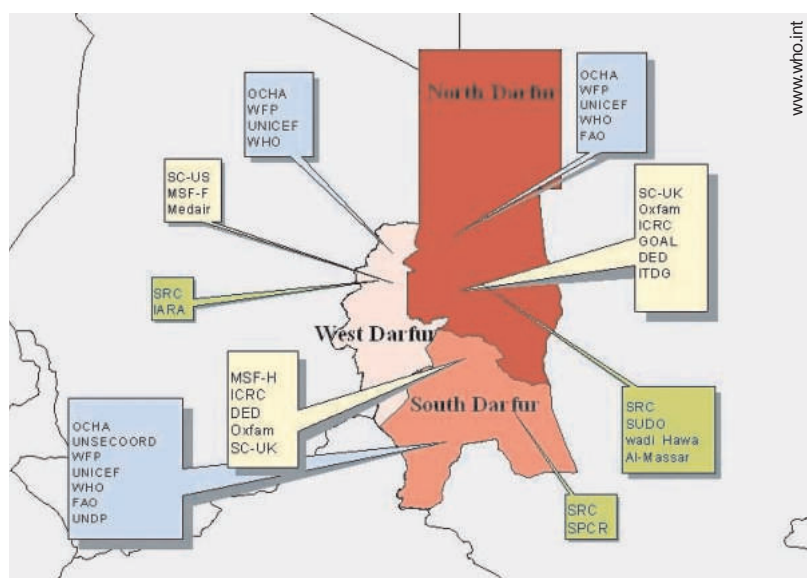 www.who.int
North Darfur
OCHA
WFP
UNICEF
WHO
OCHA
WFP
UNICEF
WHO
FAO
SC-US
MSF-F
Medair
SC-UK
Oxfam
ICRC
GOAL
DED
ITDG
SRC
IARA
West Darfur
MSF-H
ICRC
DED
Oxfam
SC-UK
South Darfur
OCHA
UNSECOORD
WFP
UNICEF
WHO
FAO
UNDP
SRC
SUDO
wadi Hawa
Al-Massar
SRC
SPCR